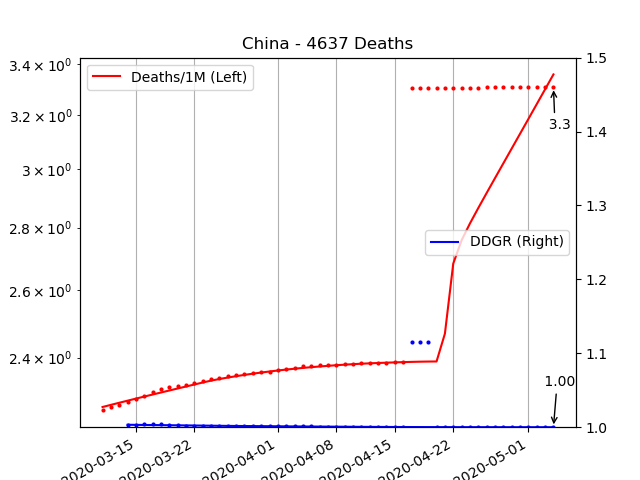 China - 4637 Deaths
Deaths/1M (Left)
DDGR (Right)
3.4 × 10⁰
3.2 × 10⁰
3 × 10⁰
2.8 × 10⁰
2.6 × 10⁰
2.4 × 10⁰
1.5
1.4
1.3
1.2
1.1
1.0
3.3
1.00
2020-03-15
2020-03-22
2020-04-01
2020-04-08
2020-04-15
2020-04-22
2020-05-01